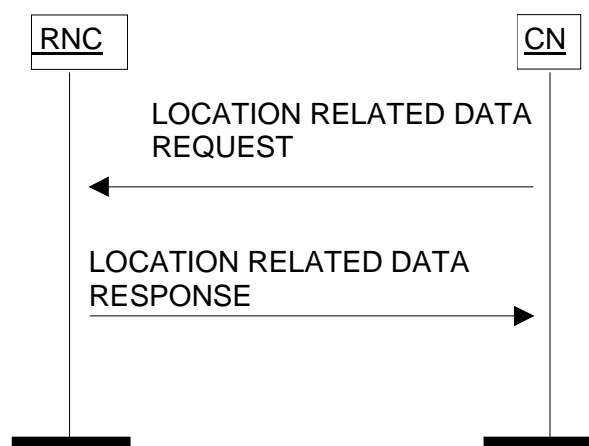 RNC
CN
LOCATION RELATED DATA
REQUEST
LOCATION RELATED DATA
RESPONSE